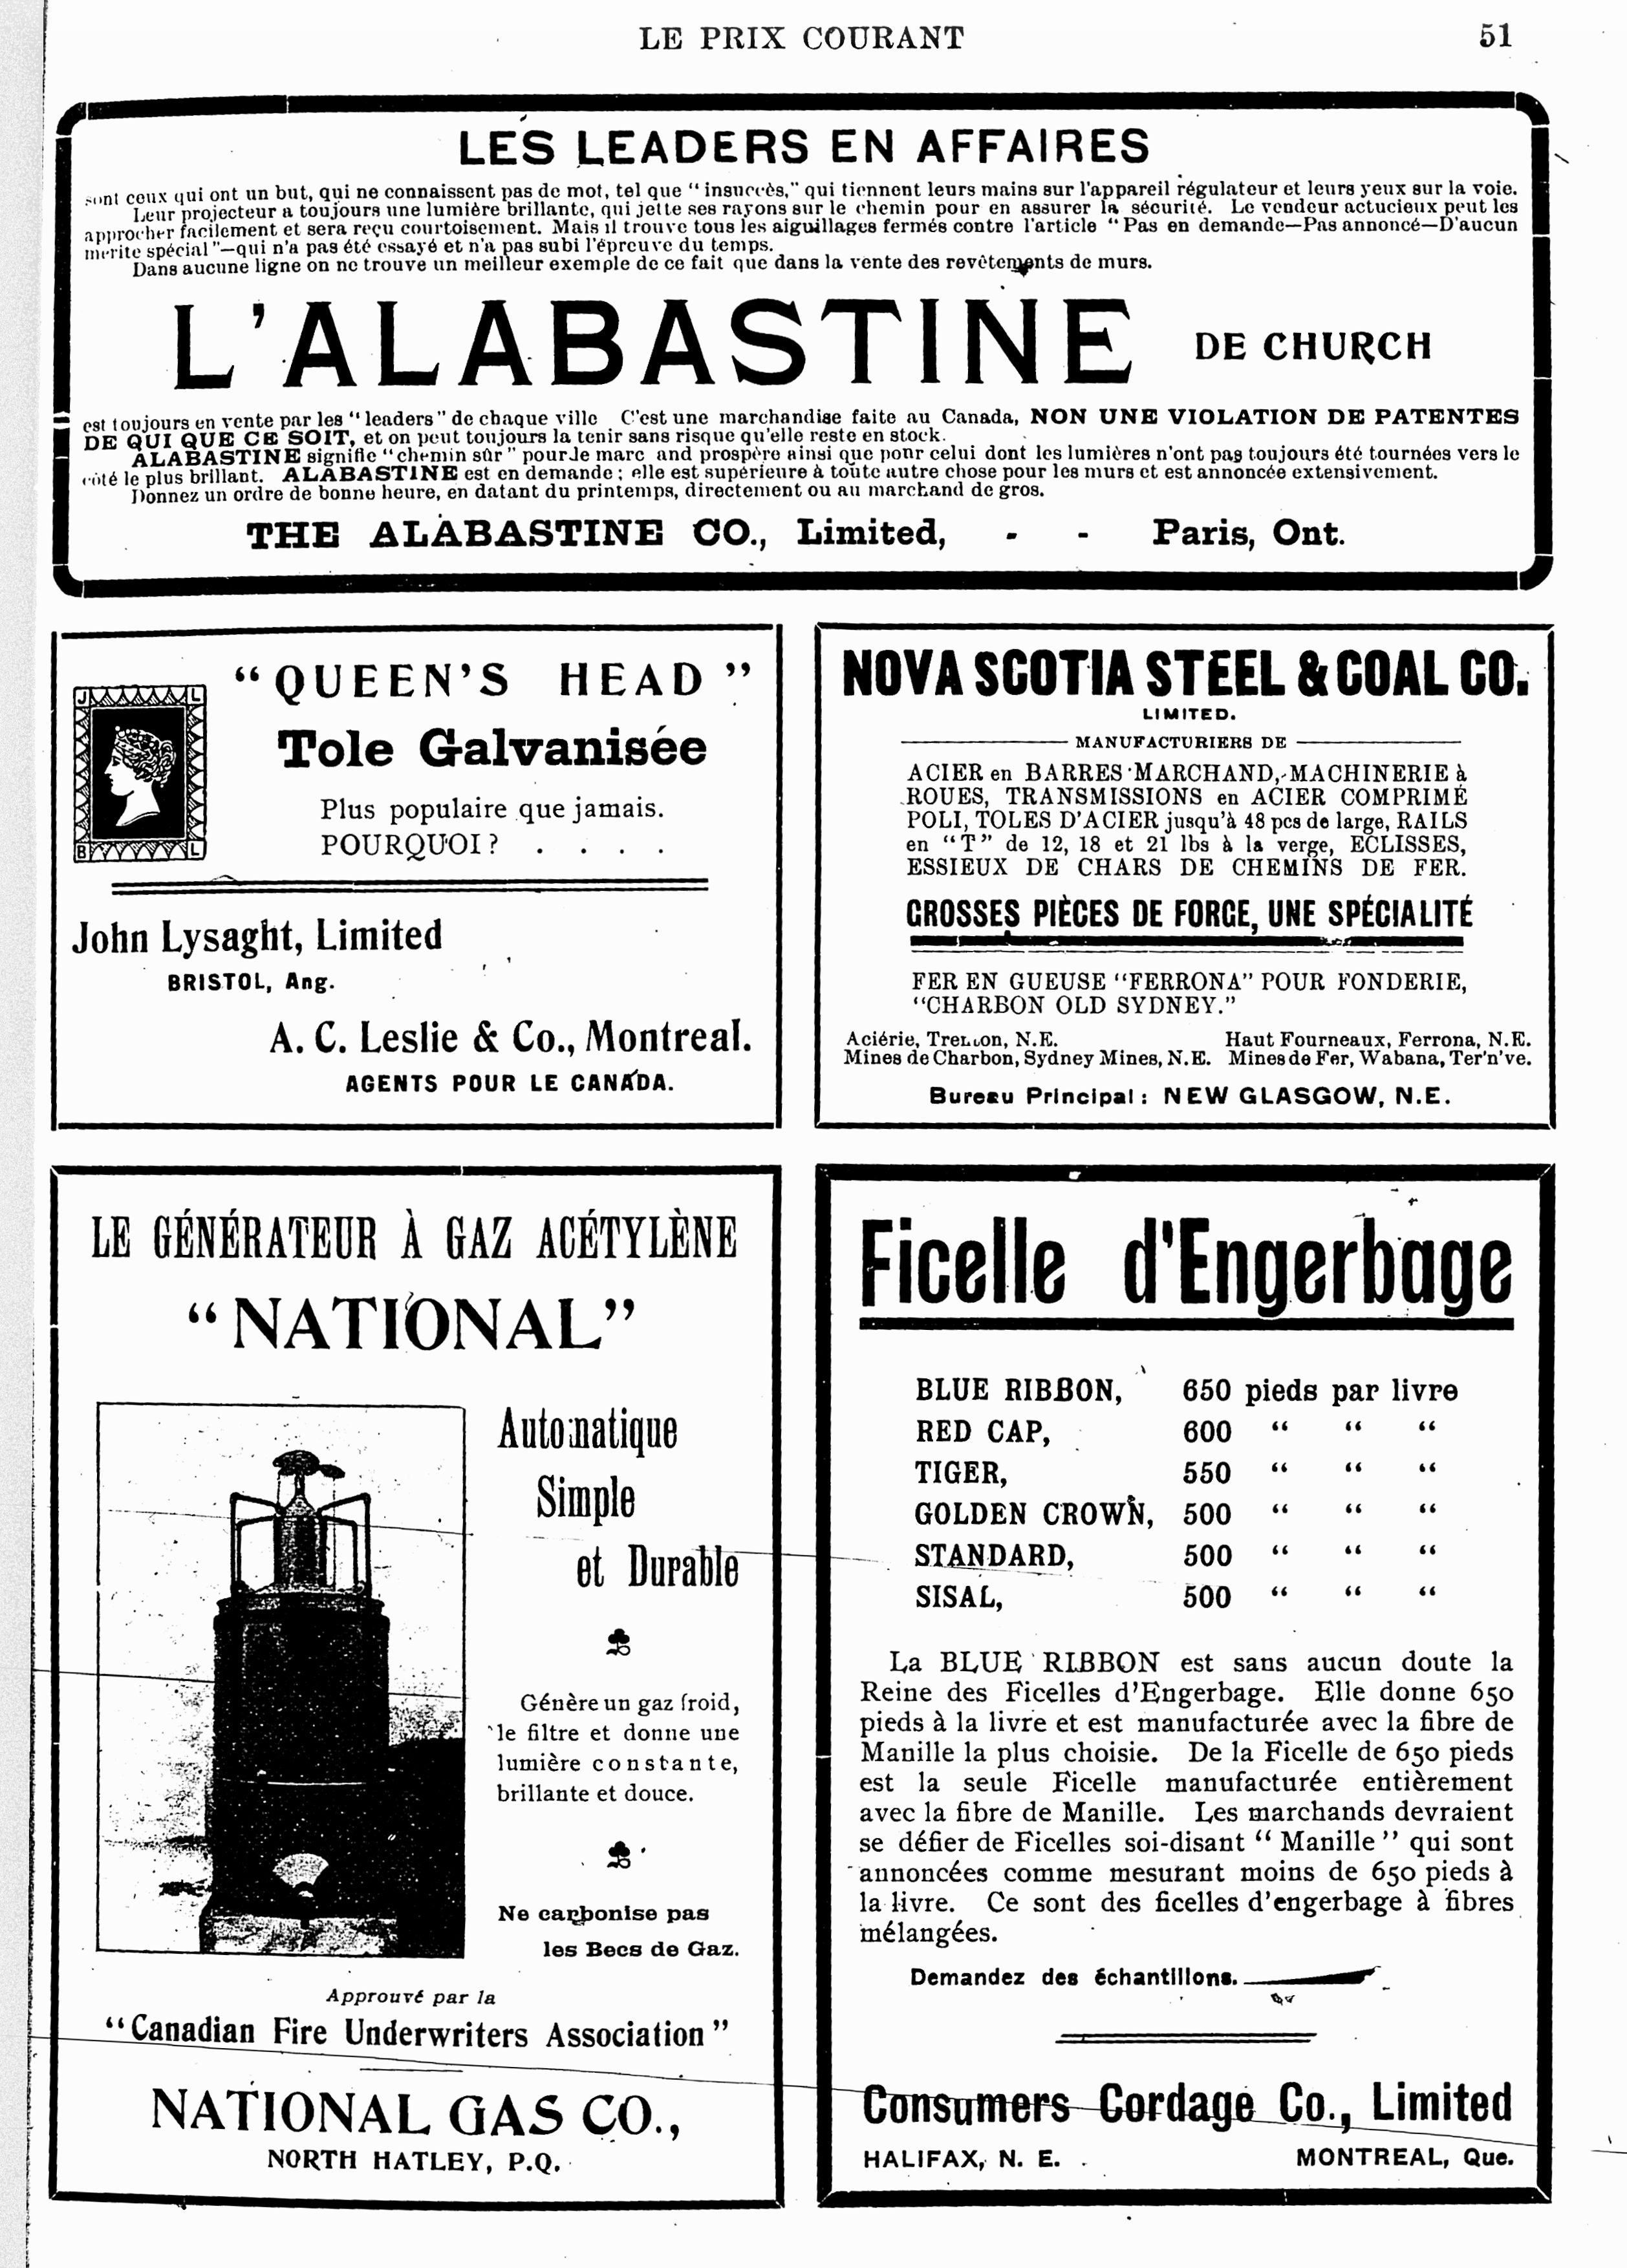 LE PRIX COURANT 51
LES LEADERS EN AFFAIRES
sont ceux qui ont un but, qui ne connaissent pas de mot, tel que "insuccès," qui tiennent leurs mains sur l'appareil régulateur et leurs yeux sur la voie.
Leur projecteur a toujours une lumière brillante, qui jette ses rayons sur le chemin pour en assurer la sécurité. Le vendeur actucieux peut les
approcher facilement et sera reçu courtoisement. Mais il trouve tous les aiguillages fermés contre l'article "Pas en demande—Pas annoncé—D'aucun
merite spécial"—qui n'a pas été essayé et n'a pas subi l'épreuve du temps.
Dans aucune ligne on ne trouve un meilleur exemple de ce fait que dans la vente des revêtements de murs.
L'ALABASTINE DE CHURCH
est toujours en vente par les "leaders" de chaque ville C'est une marchandise faite au Canada, NON UNE VIOLATION DE PATENTES
DE QUI QUE CE SOIT, et on peut toujours la tenir sans risque qu'elle reste en stock.
ALABASTINE signifie "chemin sûr" pour le marc and prospère ainsi que pour celui dont les lumières n'ont pas toujours été tournées vers le
côté le plus brillant. ALABASTINE est en demande; elle est supérieure à toute autre chose pour les murs et est annoncée extensivement.
Donnez un ordre de bonne heure, en datant du printemps, directement ou au marchand de gros.
THE ALABASTINE CO., Limited, - - Paris, Ont.
"QUEEN'S HEAD"
J L
Tole Galvanisée
Plus populaire que jamais.
POURQUOI? . . . .
B L
John Lysaght, Limited
BRISTOL, Ang.
A. C. Leslie & Co., Montreal.
AGENTS POUR LE CANADA.
NOVA SCOTIA STEEL & COAL CO.
LIMITED.
MANUFACTURIERS DE
ACIER en BARRES MARCHAND, MACHINERIE à
ROUES, TRANSMISSIONS en ACIER COMPRIMÉ
POLI, TOLES D'ACIER jusqu'à 48 pcs de large, RAILS
en "T" de 12, 18 et 21 lbs à la verge, ECLISSES,
ESSIEUX DE CHARS DE CHEMINS DE FER.
GROSSES PIÈCES DE FORGE, UNE SPÉCIALITÉ
FER EN GUEUSE "FERRONA" POUR FONDERIE,
"CHARBON OLD SYDNEY."
Aciérie, Trenton, N.E. Haut Fourneaux, Ferrona, N.E.
Mines de Charbon, Sydney Mines, N.E. Mines de Fer, Wabana, Ter'n've.
Bureau Principal: NEW GLASGOW, N.E.
LE GÉNÉRATEUR À GAZ ACÉTYLÈNE
"NATIONAL"
Automatique
Simple
et Durable
Génère un gaz froid,
le filtre et donne une
lumière constante,
brillante et douce.
Ne carbonise pas
les Becs de Gaz.
Approuvé par la
"Canadian Fire Underwriters Association"
NATIONAL GAS CO.,
NORTH HATLEY, P.Q.
Ficelle d'Engerbage
BLUE RIBBON, 650 pieds par livre
RED CAP, 600 " " "
TIGER, 550 " " "
GOLDEN CROWN, 500 " " "
STANDARD, 500 " " "
SISAL, 500 " " "
La BLUE RIBBON est sans aucun doute la
Reine des Ficelles d'Engerbage. Elle donne 650
pieds à la livre et est manufacturée avec la fibre de
Manille la plus choisie. De la Ficelle de 650 pieds
est la seule Ficelle manufacturée entièrement
avec la fibre de Manille. Les marchands devraient
se défier de Ficelles soi-disant "Manille" qui sont
annoncées comme mesurant moins de 650 pieds à
la livre. Ce sont des ficelles d'engerbage à fibres
mélangées.
Demandez des échantillons.
Consumers Cordage Co., Limited
HALIFAX, N. E. MONTREAL, Que.